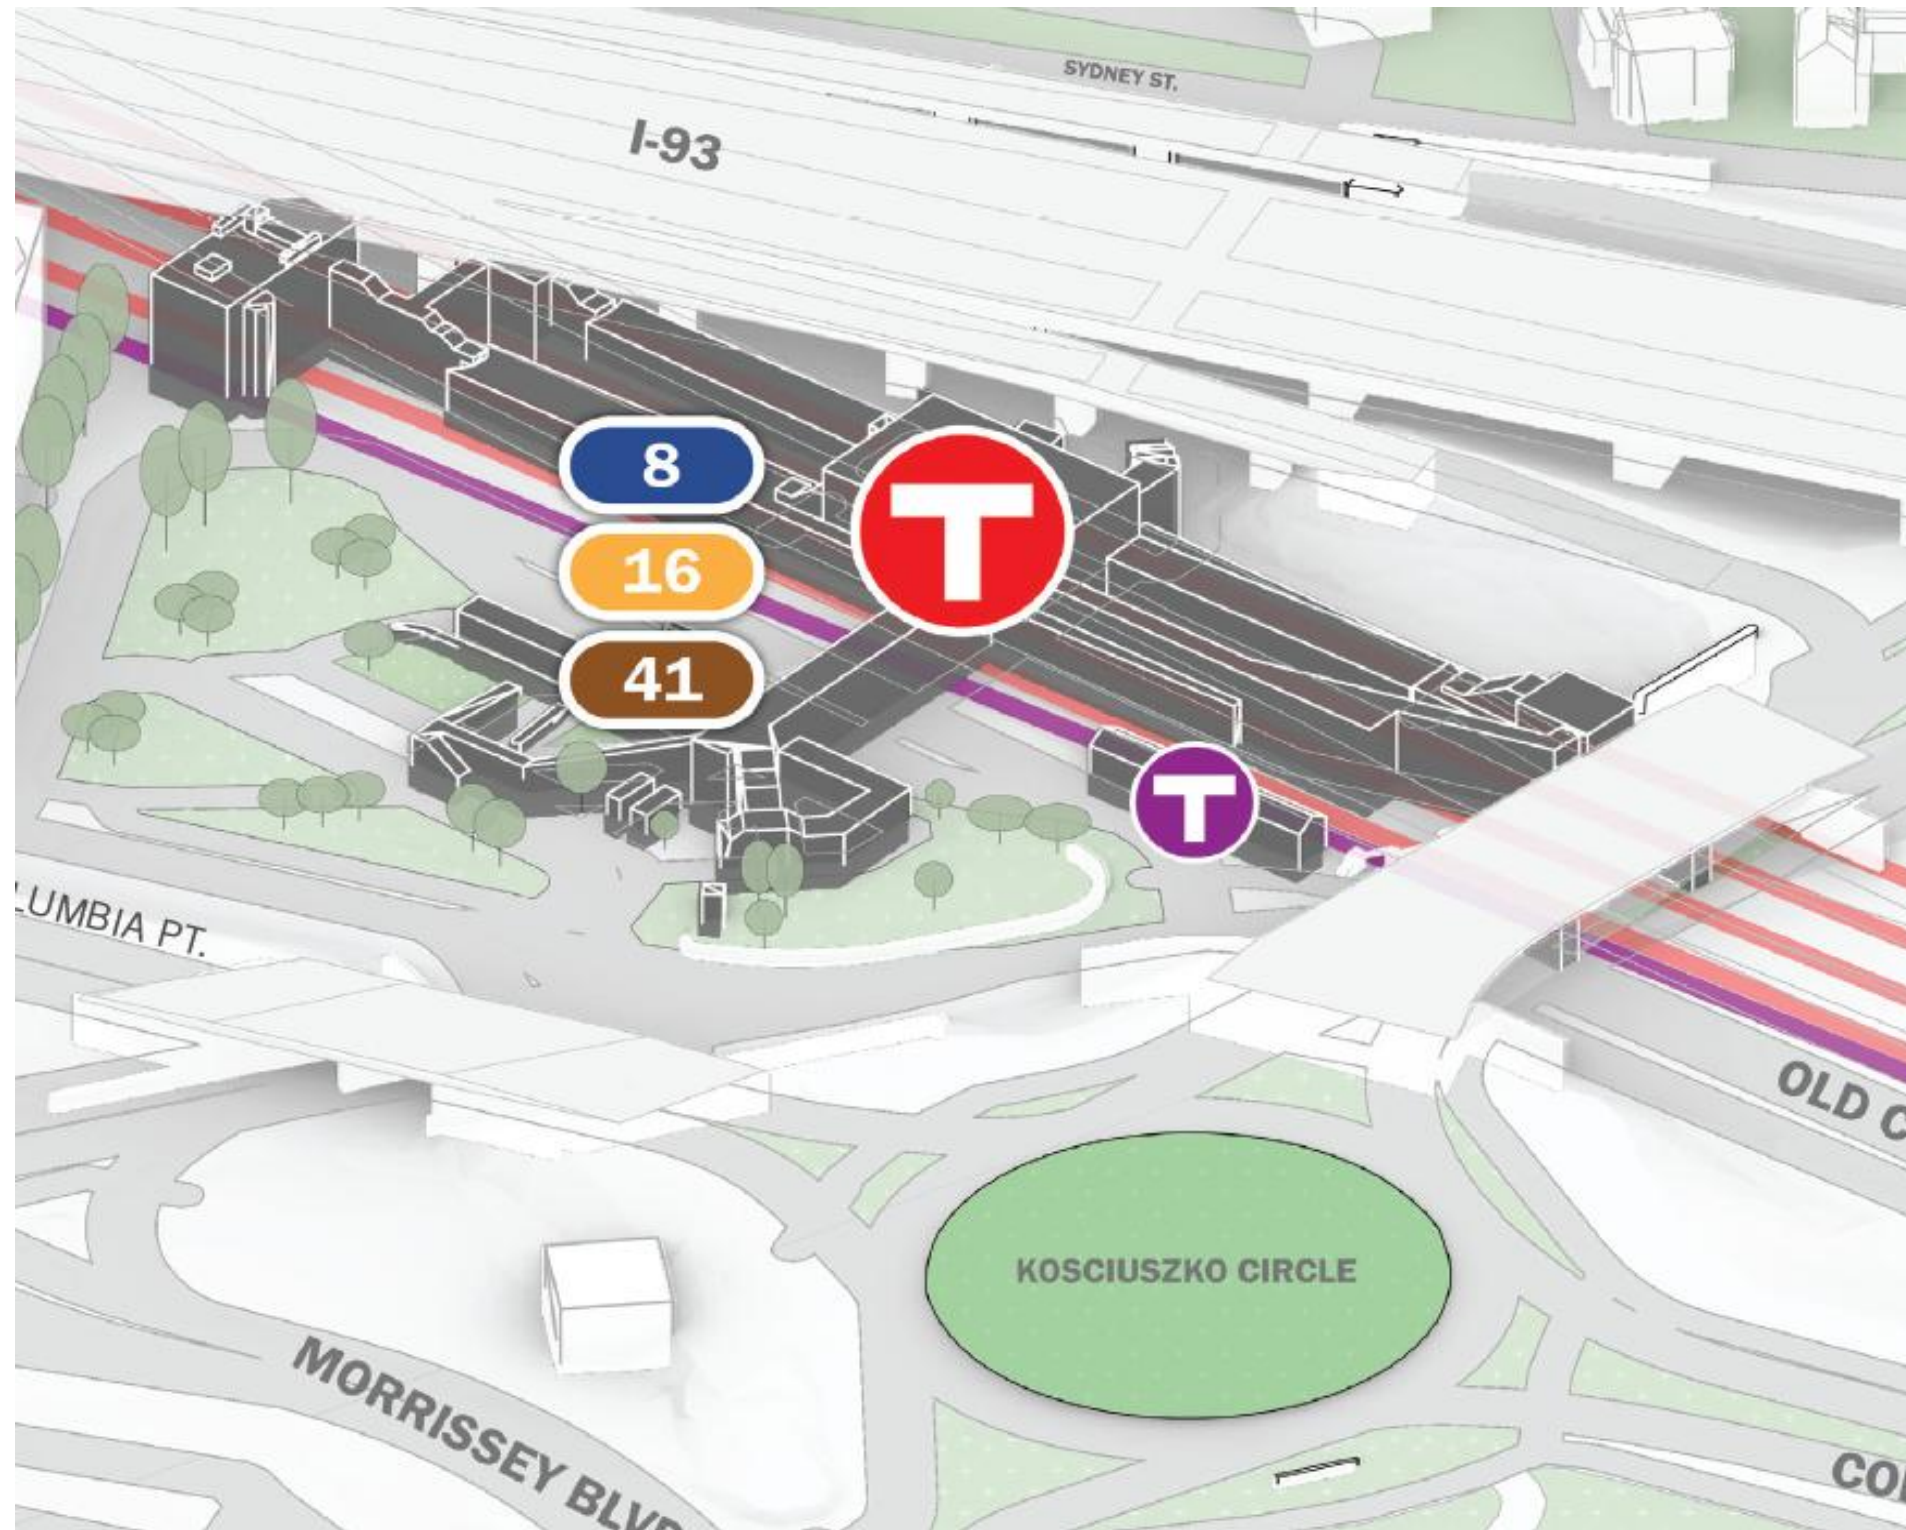 SYDNEY ST.
I-93
8
16
41
T
T
LUMBIA PT.
OLD C
KOSCIUSZKO CIRCLE
MORRISSEY BLVD
CO